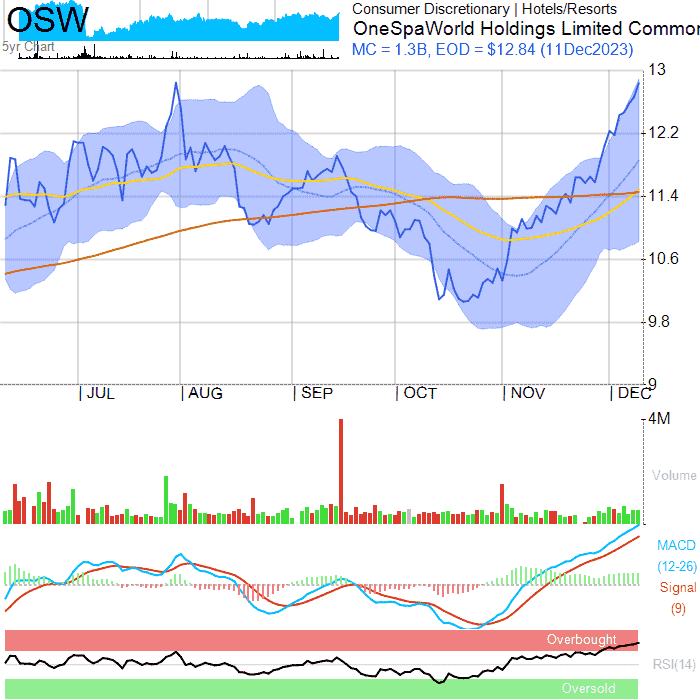 OSW
5yr Chart
Consumer Discretionary | Hotels/Resorts
OneSpaWorld Holdings Limited Common
MC = 1.3B, EOD = $12.84 (11Dec2023)
13
12.2
11.4
10.6
9.8
9
| JUL
| AUG
| SEP
| OCT
| NOV
| DEC
4M
Volume
MACD
(12-26)
Signal
(9)
Overbought
RSI(14)
Oversold